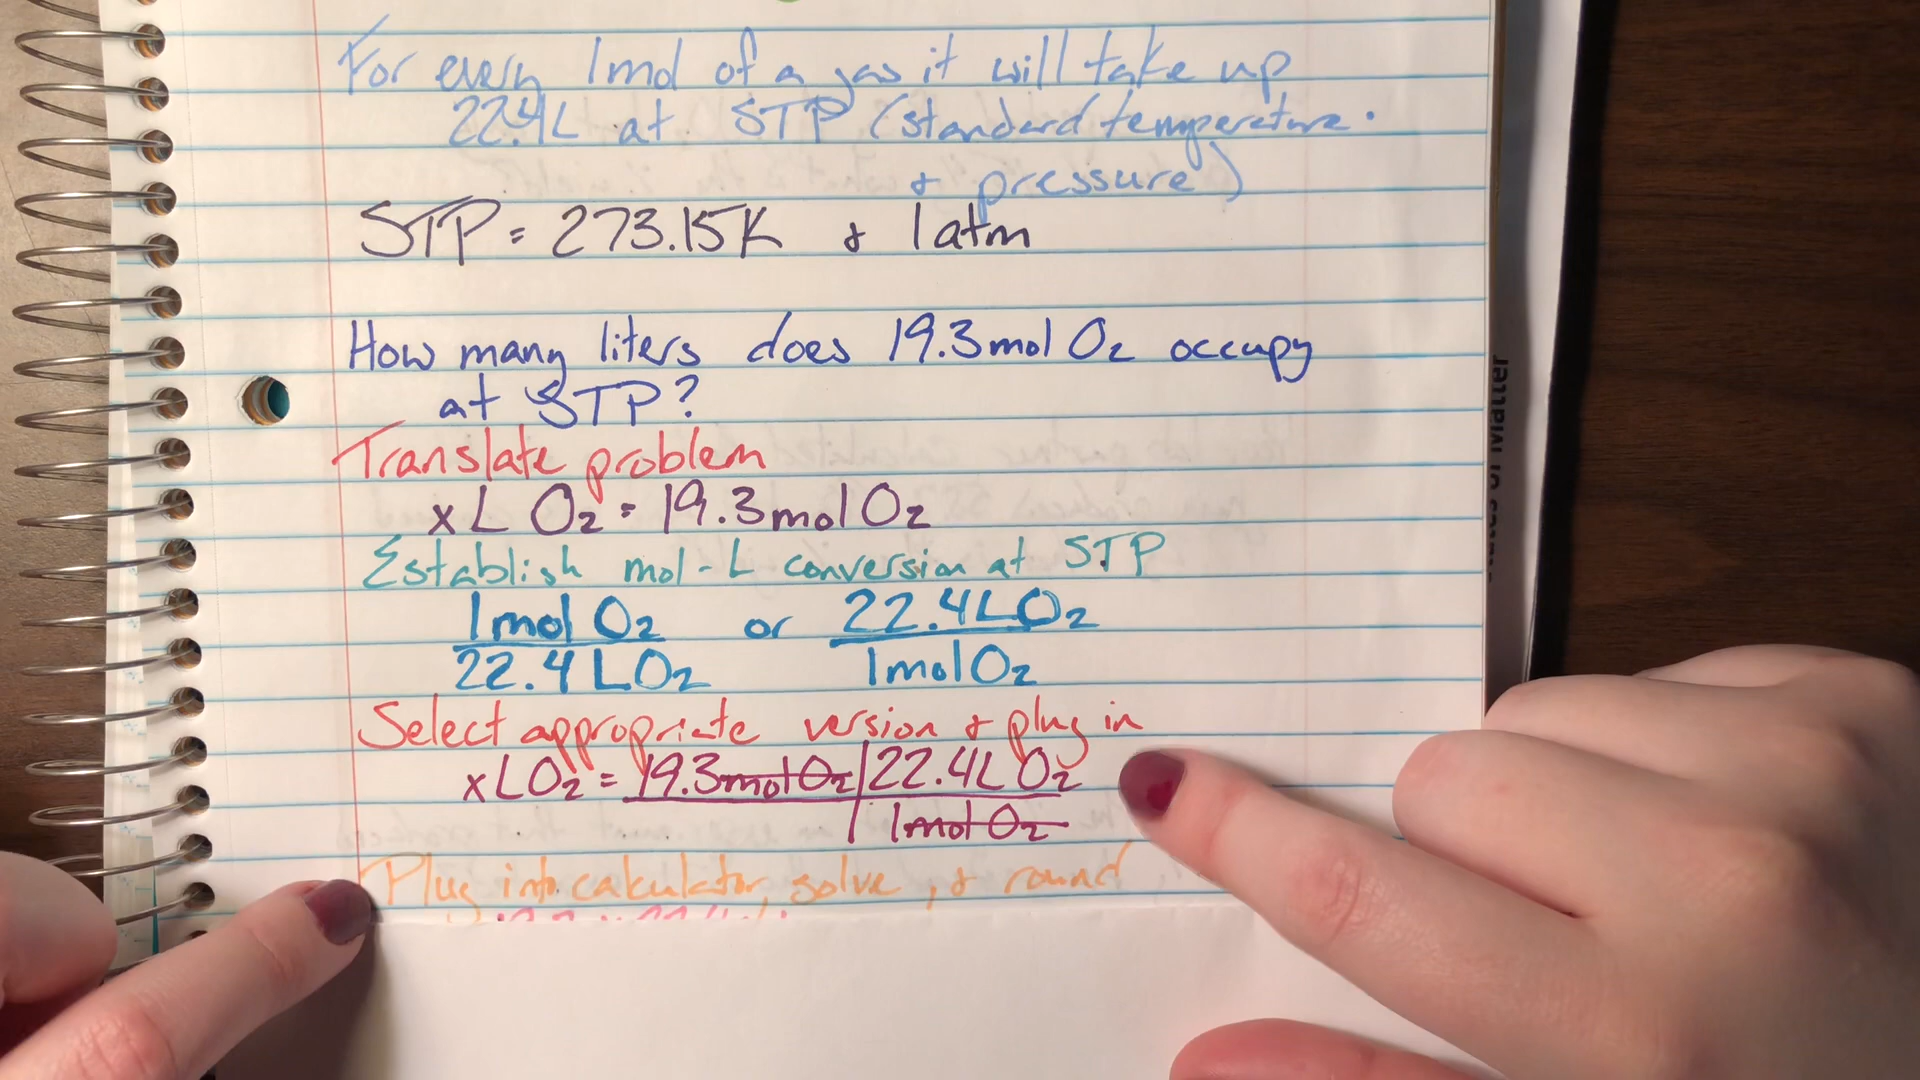 For every 1mol of a gas it will take up
22.4L at STP (standard temperature
& pressure)
STP = 273.15K & 1atm
How many liters does 19.3mol O₂ occupy
at STP?
Translate problem
x L O₂ = 19.3mol O₂
Establish mol-L conversion at STP
1mol O₂ or 22.4L O₂
22.4 L O₂ 1mol O₂
Select appropriate version & plug in
x L O₂ = 19.3mol O₂ | 22.4L O₂
1mol O₂
Plug into calculator, solve, & round
of Matter